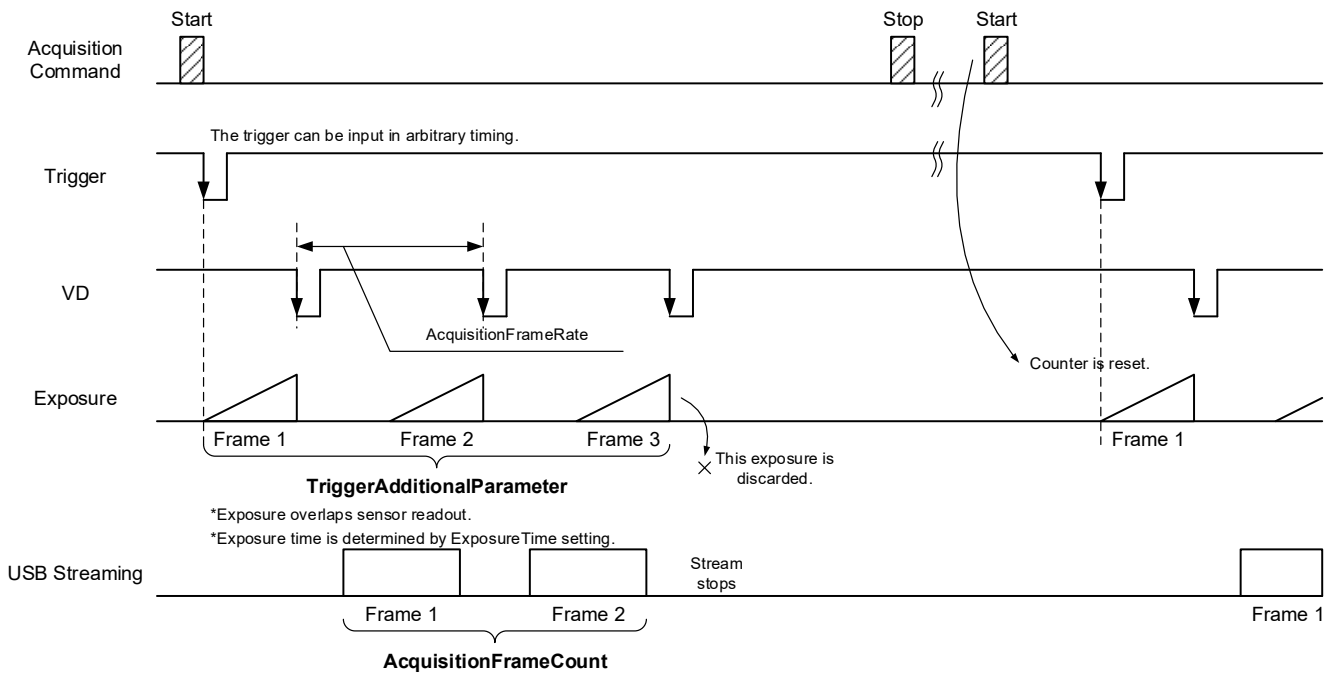 Start
Stop
Start
Acquisition
Command
The trigger can be input in arbitrary timing.
Trigger
VD
AcquisitionFrameRate
Counter is reset.
Exposure
Frame 1
Frame 2
Frame 3
Frame 1
This exposure is
discarded.
TriggerAdditionalParameter
*Exposure overlaps sensor readout.
*Exposure time is determined by ExposureTime setting.
USB Streaming
Stream
stops
Frame 1
Frame 2
Frame 1
AcquisitionFrameCount